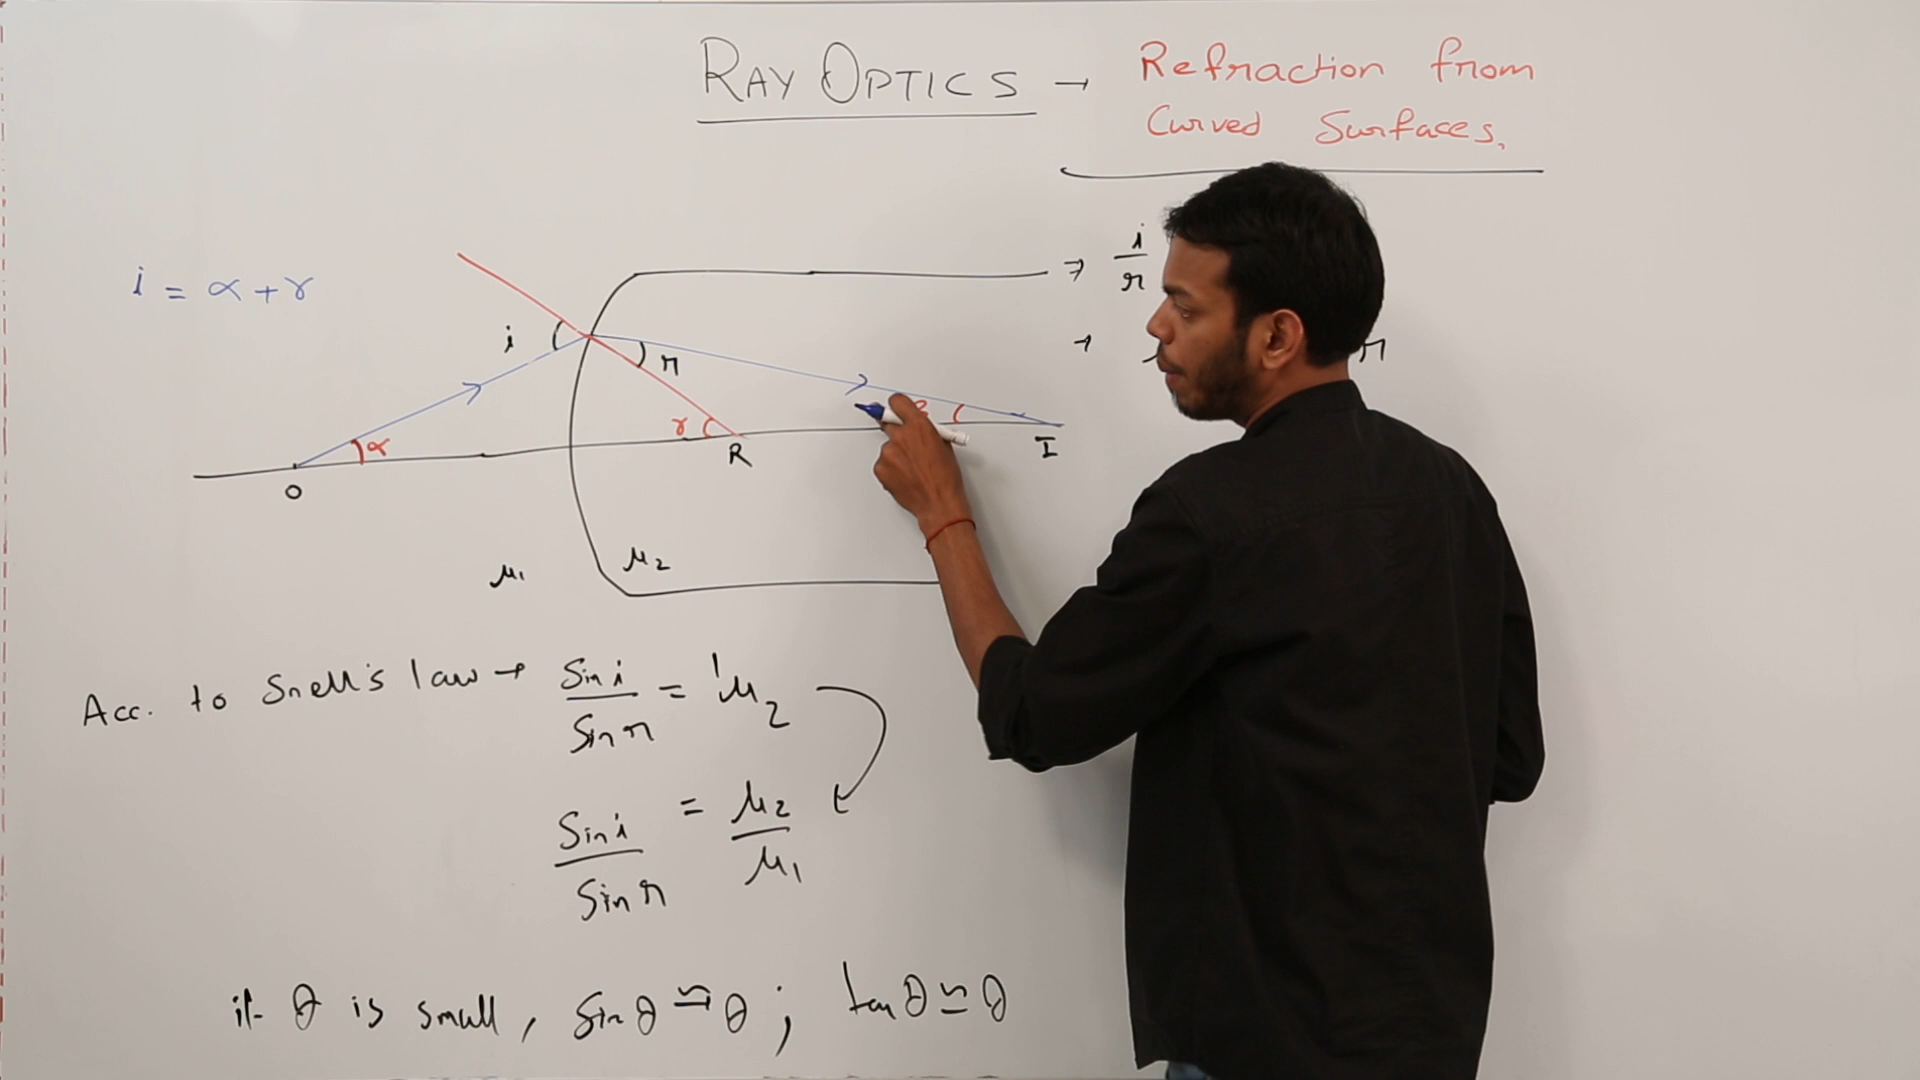 RAY OPTICS → Refraction from
Curved Surfaces.
i = α + γ
→ i/r
i
r
α
γ
O
R
I
μ₁
μ₂
Acc. to Snell's law → Sin i / Sin r = ¹μ₂
Sin i / Sin r = μ₂ / μ₁
if θ is small, Sin θ ≃ θ ; tan θ ≃ θ